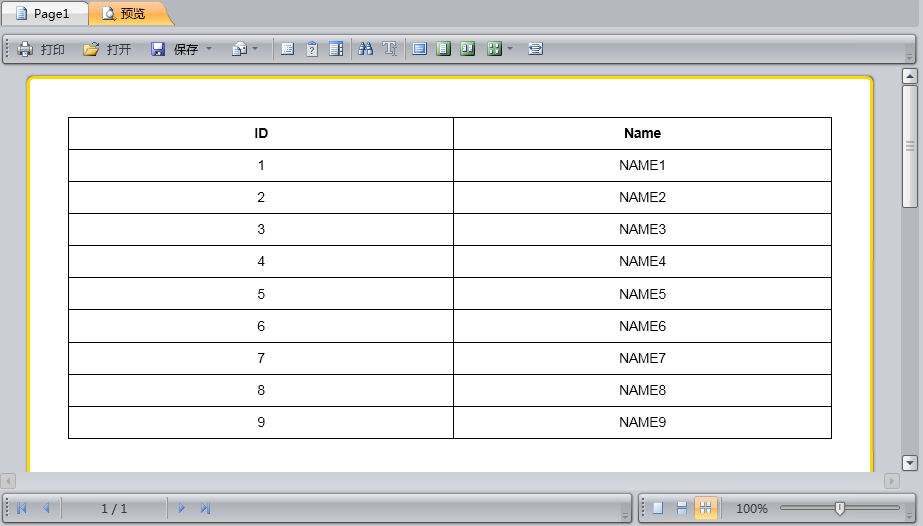 Page1 预览
打印 打开 保存
ID Name
1 NAME1
2 NAME2
3 NAME3
4 NAME4
5 NAME5
6 NAME6
7 NAME7
8 NAME8
9 NAME9
1 / 1 100%